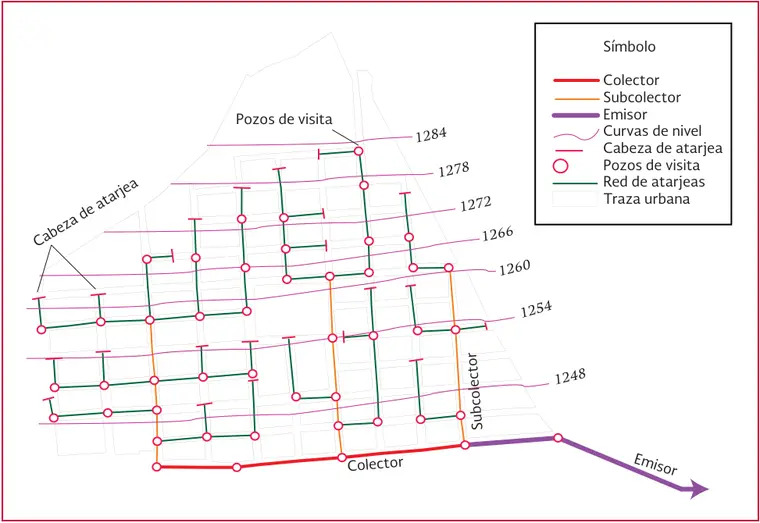 Símbolo
Colector
Subcolector
Emisor
Curvas de nivel
Cabeza de atarjea
Pozos de visita
Red de atarjeas
Traza urbana
Pozos de visita
1284
1278
Cabeza de atarjea
1272
1266
1260
1254
1248
Subcolector
Colector
Emisor